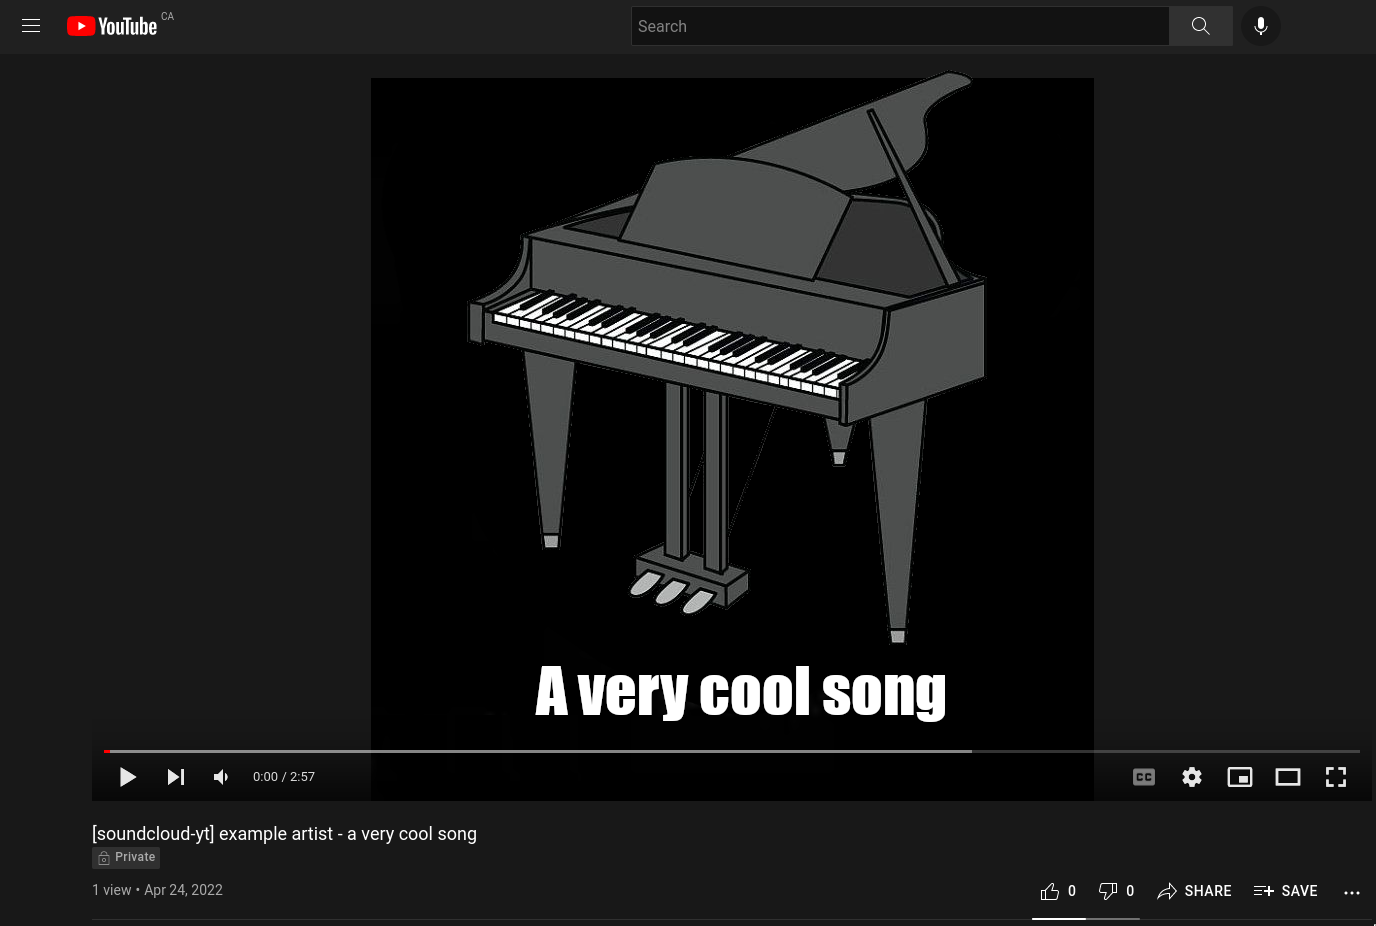 YouTube CA
Search
A very cool song
0:00 / 2:57
CC
[soundcloud-yt] example artist - a very cool song
Private
1 view • Apr 24, 2022
0
0
SHARE
SAVE